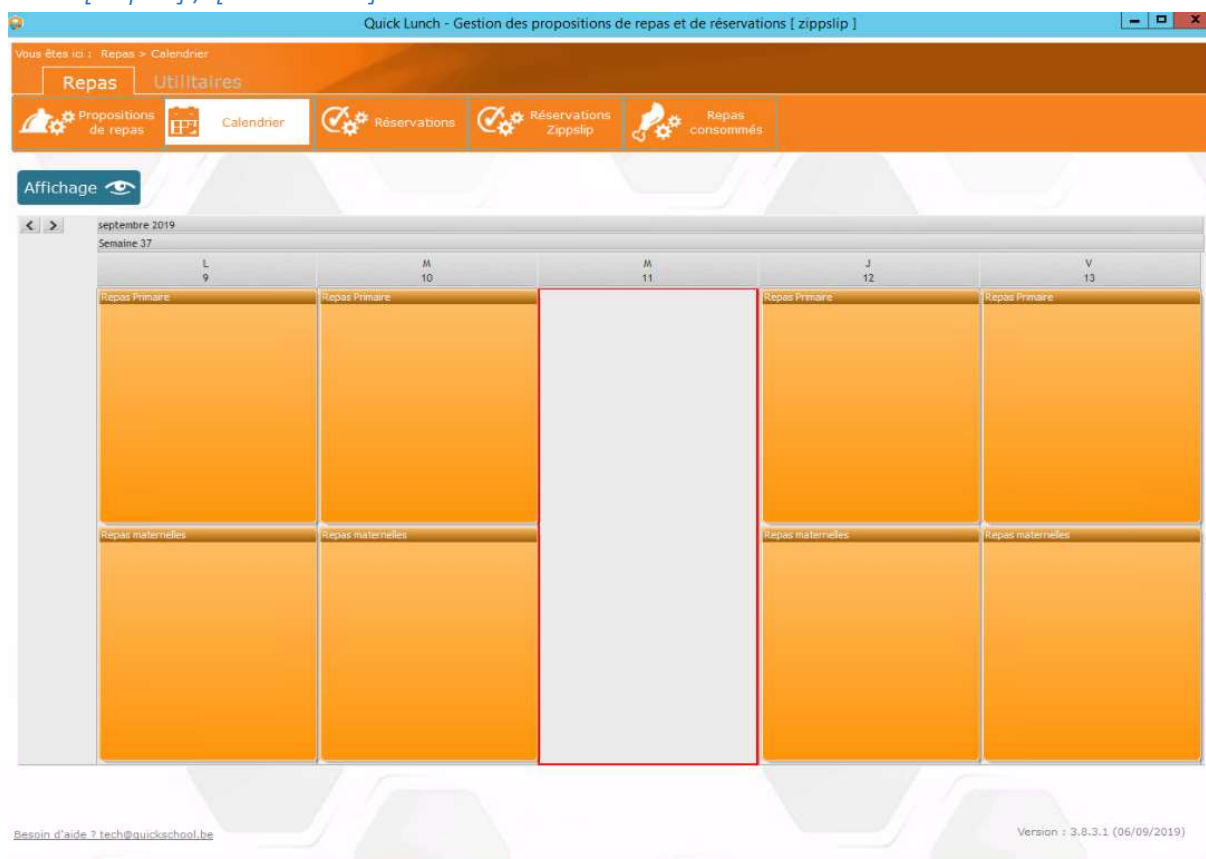 Quick Lunch - Gestion des propositions de repas et de réservations [ zippslip ]
Vous êtes ici : Repas > Calendrier
Repas Utilitaires
Propositions de repas
Calendrier
Réservations
Réservations Zippslip
Repas consommés
Affichage
< > septembre 2019
Semaine 37
L M M J V
9 10 11 12 13
Repas Primaire Repas Primaire Repas Primaire Repas Primaire
Repas maternelles Repas maternelles Repas maternelles Repas maternelles
Besoin d'aide ? tech@quickschool.be
Version : 3.8.3.1 (06/09/2019)